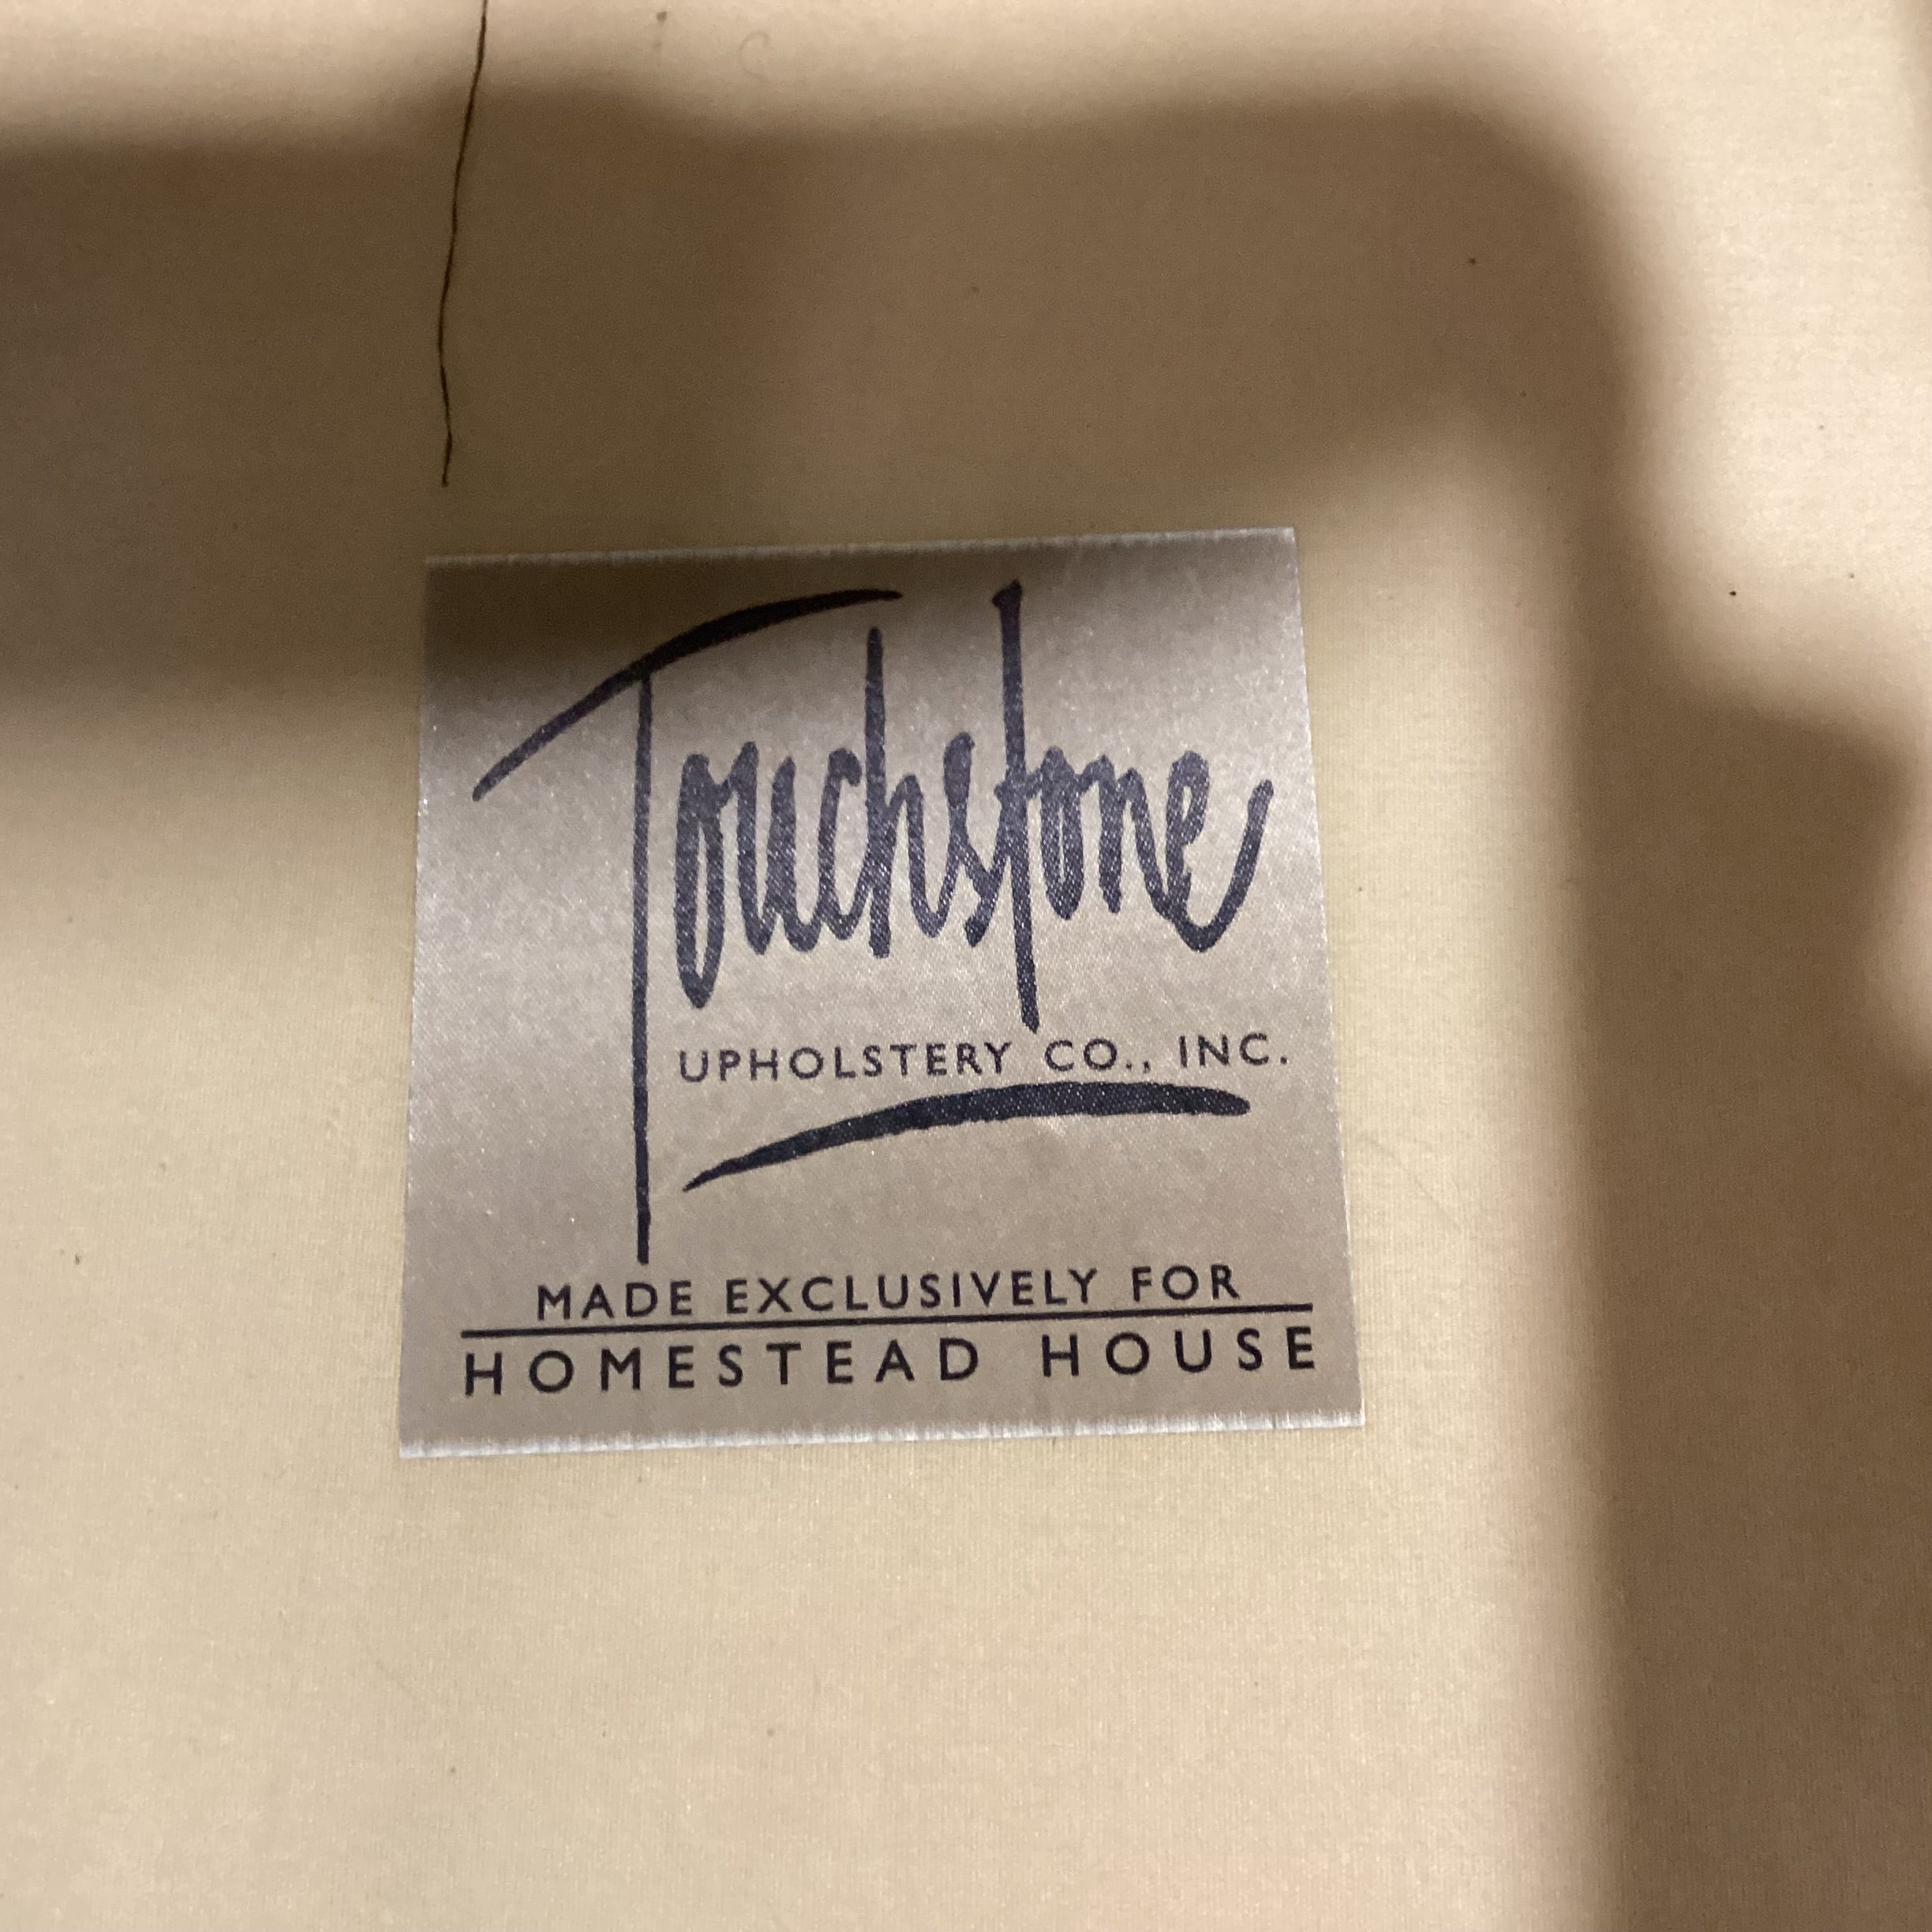 Touchstone
UPHOLSTERY CO., INC.
MADE EXCLUSIVELY FOR
HOMESTEAD HOUSE